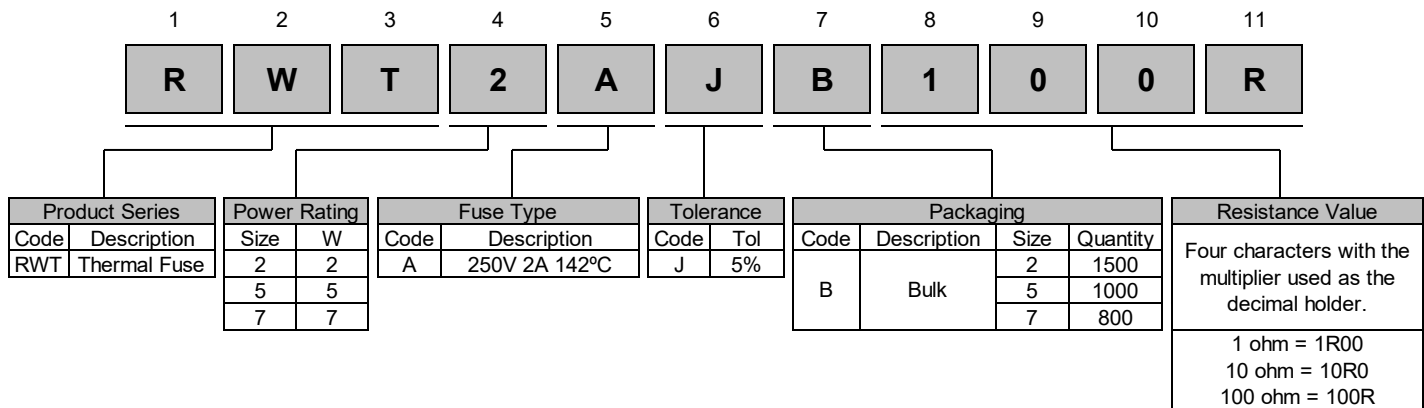 1 2 3 4 5 6 7 8 9 10 11
R W T 2 A J B 1 0 0 R
Product Series
Code Description
RWT Thermal Fuse
Power Rating
Size W
2 2
5 5
7 7
Fuse Type
Code Description
A 250V 2A 142ºC
Tolerance
Code Tol
J 5%
Packaging
Code Description Size Quantity
B Bulk
2 1500
5 1000
7 800
Resistance Value
Four characters with the
multiplier used as the
decimal holder.
1 ohm = 1R00
10 ohm = 10R0
100 ohm = 100R